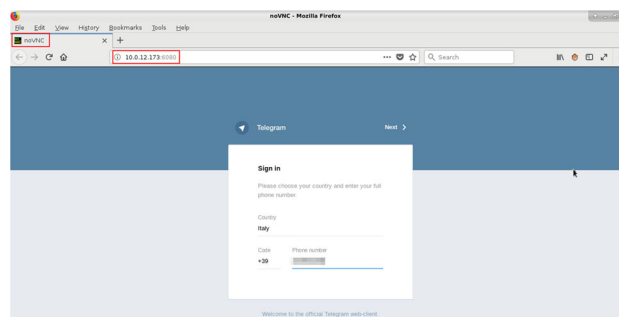 noVNC - Mozilla Firefox
File Edit View History Bookmarks Tools Help
noVNC × +
10.0.12.173:6080
Search
Telegram
Next
Sign in
Please choose your country and enter your full
phone number.
Country
Italy
Code Phone number
+39
Welcome to the official Telegram web-client.